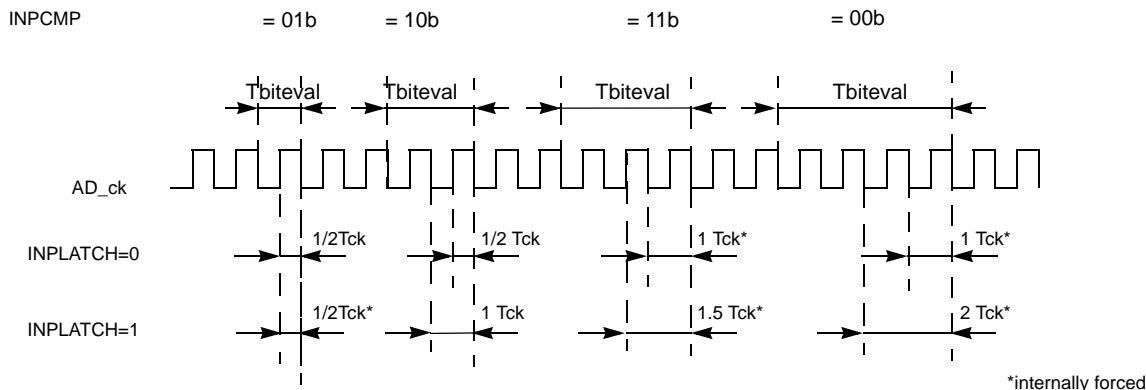 INPCMP = 01b = 10b = 11b = 00b
Tbiteval Tbiteval Tbiteval Tbiteval
AD_ck
INPLATCH=0 1/2Tck 1/2 Tck 1 Tck* 1 Tck*
INPLATCH=1 1/2Tck* 1 Tck 1.5 Tck* 2 Tck*
*internally forced